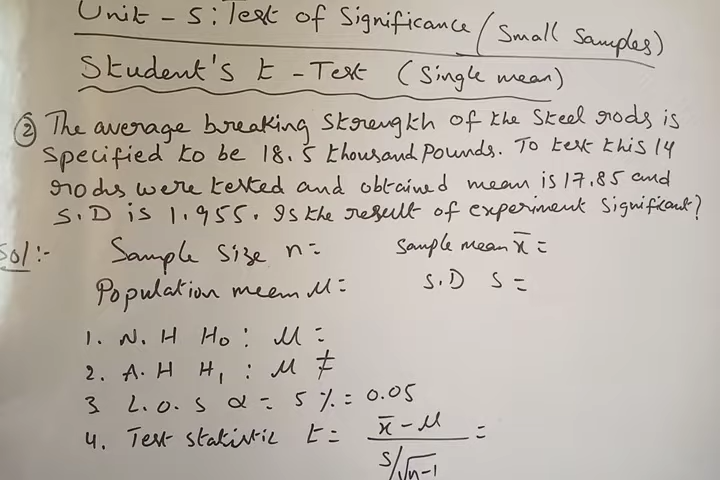 Unit - 5 : Test of Significance (Small Samples)
Student's t - Test (Single mean)
② The average breaking strength of the steel rods is
specified to be 18.5 thousand pounds. To test this 14
rods were tested and obtained mean is 17.85 and
S.D is 1.955. Is the result of experiment significant?
Sol :- Sample size n = Sample mean x̄ =
Population mean μ = S.D S =
1. N. H H₀ : μ =
2. A. H H₁ : μ ≠
3 L. O. S α = 5 % = 0.05
4. Test statistic t = x̄ - μ / S/√n-1 =